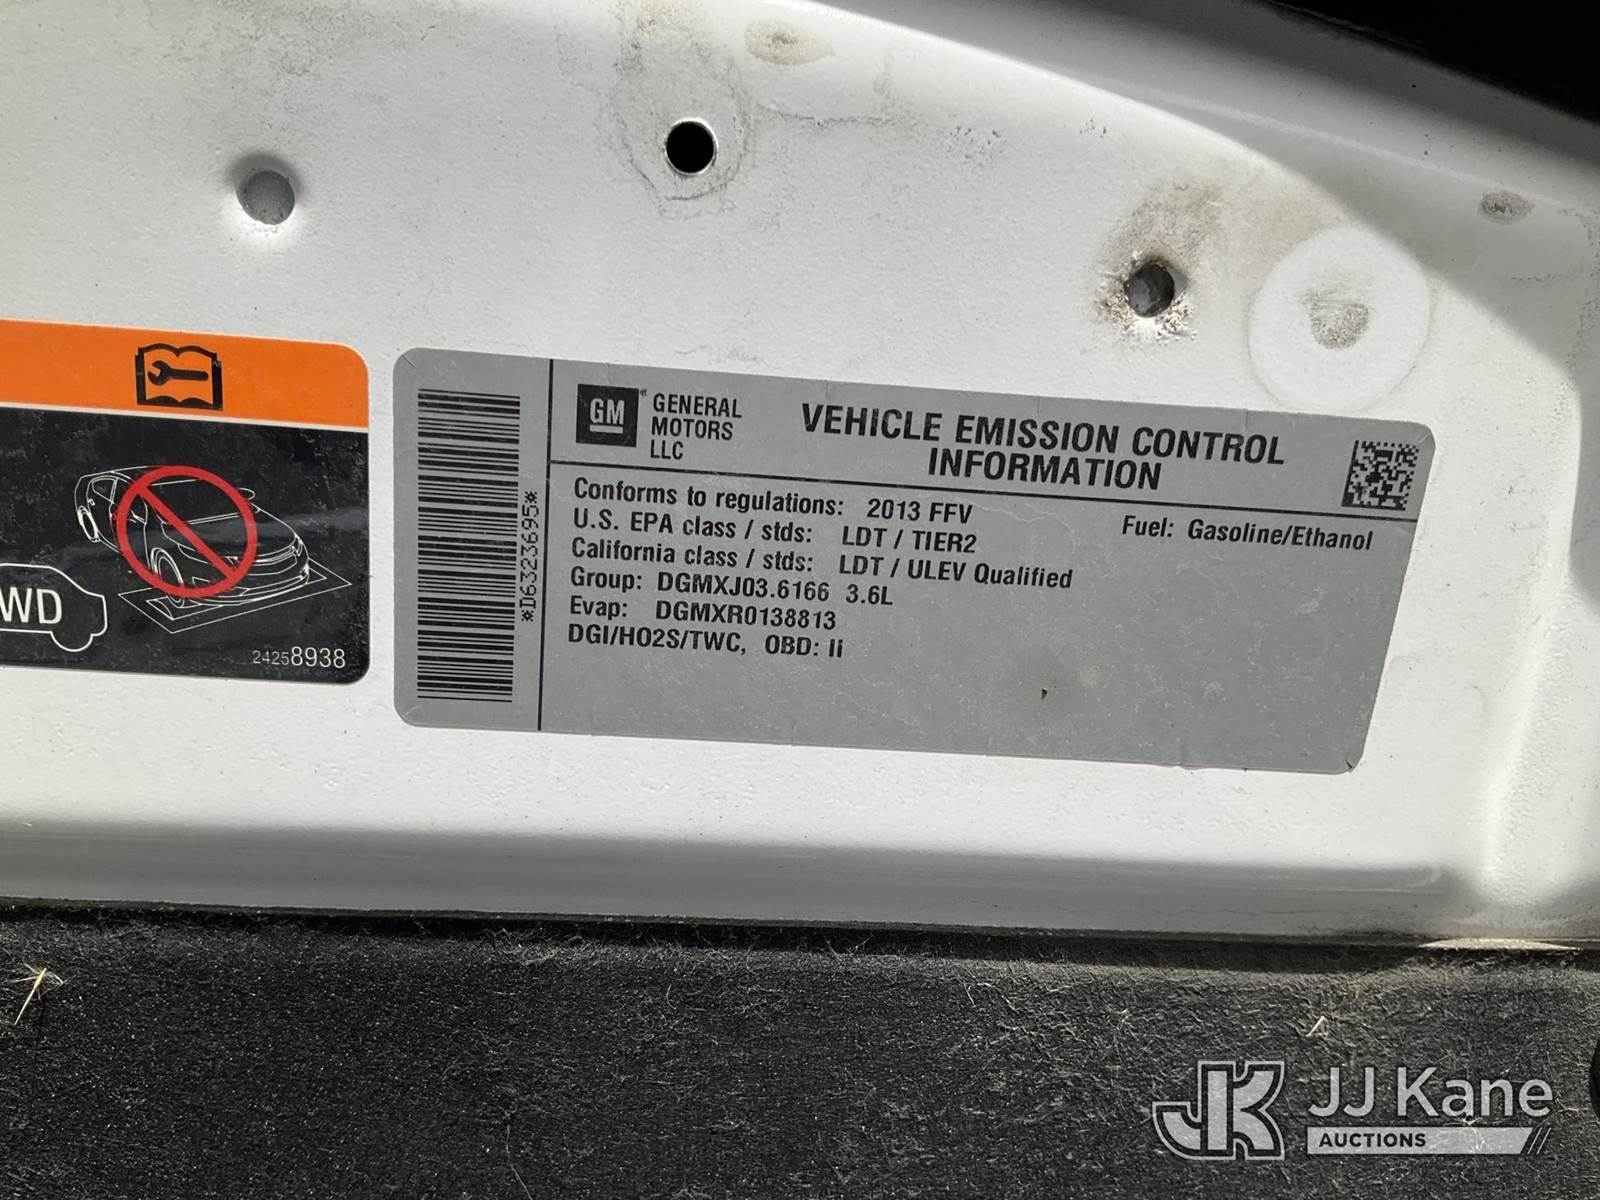 WD
24258938
*D63236695*
GM
GENERAL
MOTORS
LLC
VEHICLE EMISSION CONTROL
INFORMATION
Conforms to regulations: 2013 FFV
Fuel: Gasoline/Ethanol
U.S. EPA class / stds: LDT / TIER2
California class / stds: LDT / ULEV Qualified
Group: DGMXJ03.6166 3.6L
Evap: DGMXR0138813
DGI/HO2S/TWC, OBD: II
JK JJ Kane
AUCTIONS